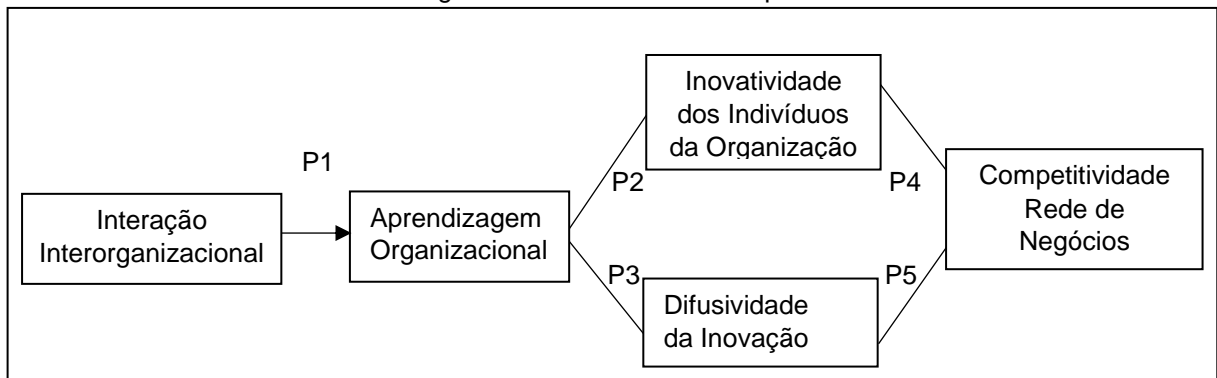 P1
Interação
Interorganizacional
Aprendizagem
Organizacional
P2
P3
Inovatividade
dos Indivíduos
da Organização
Difusividade
da Inovação
P4
P5
Competitividade
Rede de
Negócios